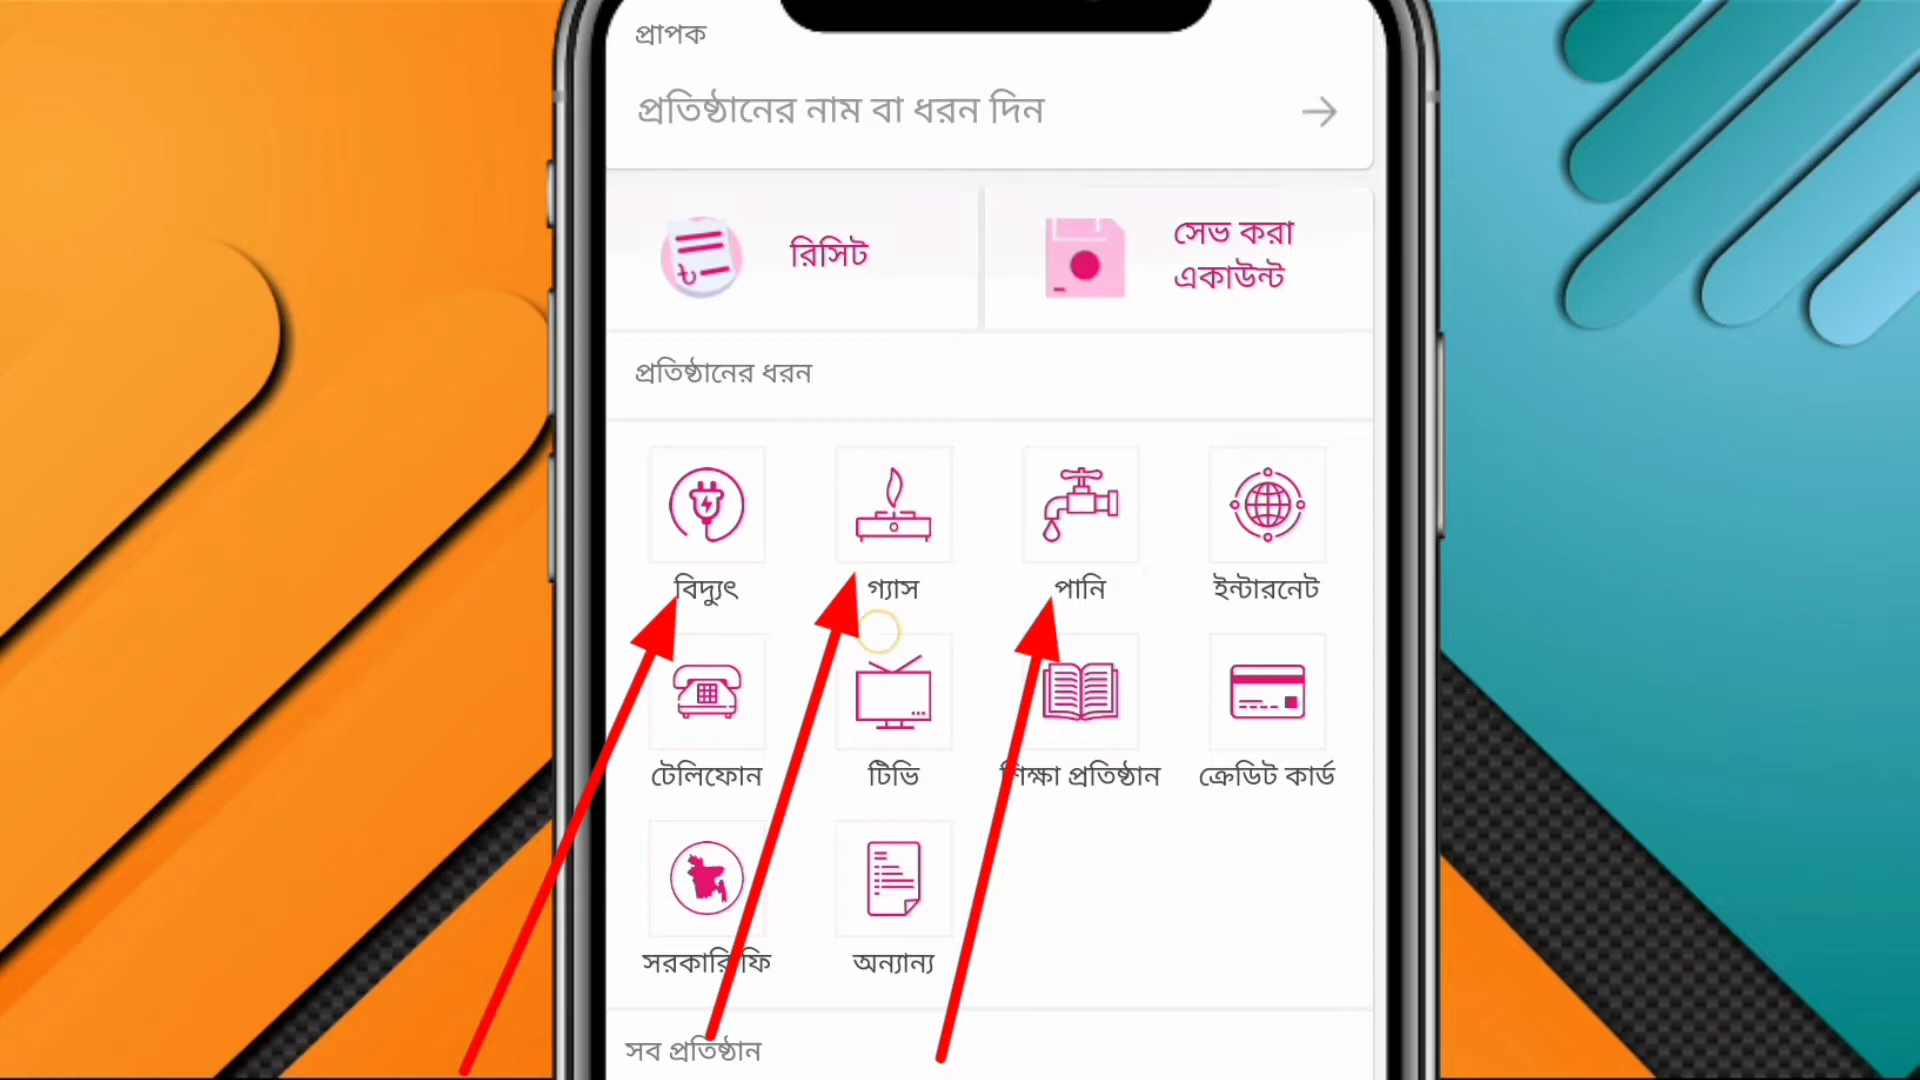 প্রাপক
প্রতিষ্ঠানের নাম বা ধরন দিন
রিসিট
সেভ করা
একাউন্ট
প্রতিষ্ঠানের ধরন
বিদ্যুৎ
গ্যাস
পানি
ইন্টারনেট
টেলিফোন
টিভি
শিক্ষা প্রতিষ্ঠান
ক্রেডিট কার্ড
সরকারি ফি
অন্যান্য
সব প্রতিষ্ঠান